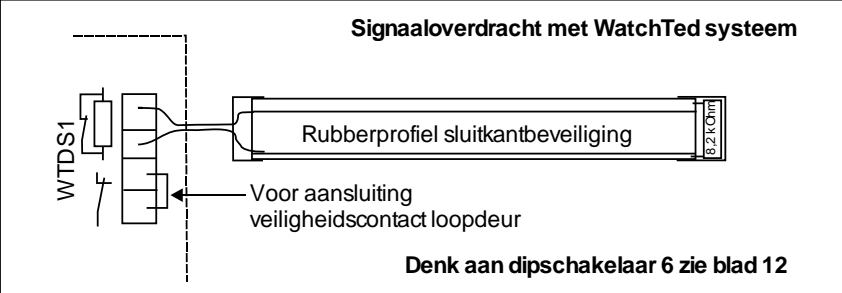 Signaaloverdracht met WatchTed systeem
WTDS1
Rubberprofiel sluitkantbeveiliging
8,2 kOhm
Voor aansluiting
veiligheidscontact loopdeur
Denk aan dipschakelaar 6 zie blad 12